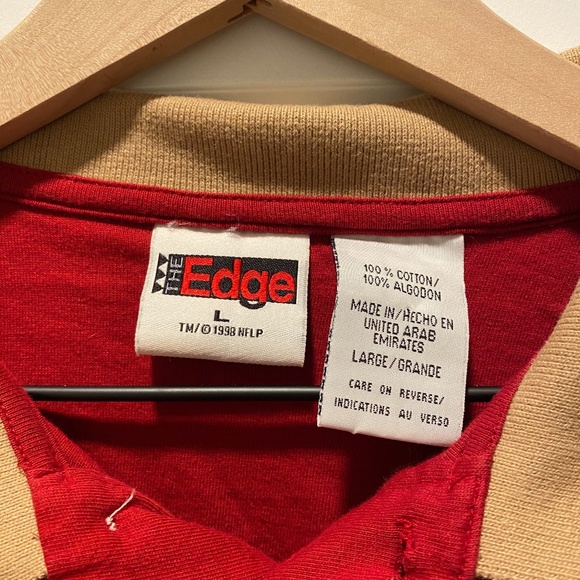 THE Edge
L
TM/© 1998 NFLP
100% COTTON/
100% ALGODON
MADE IN/HECHO EN
UNITED ARAB
EMIRATES
LARGE/GRANDE
CARE ON REVERSE/
INDICATIONS AU VERSO